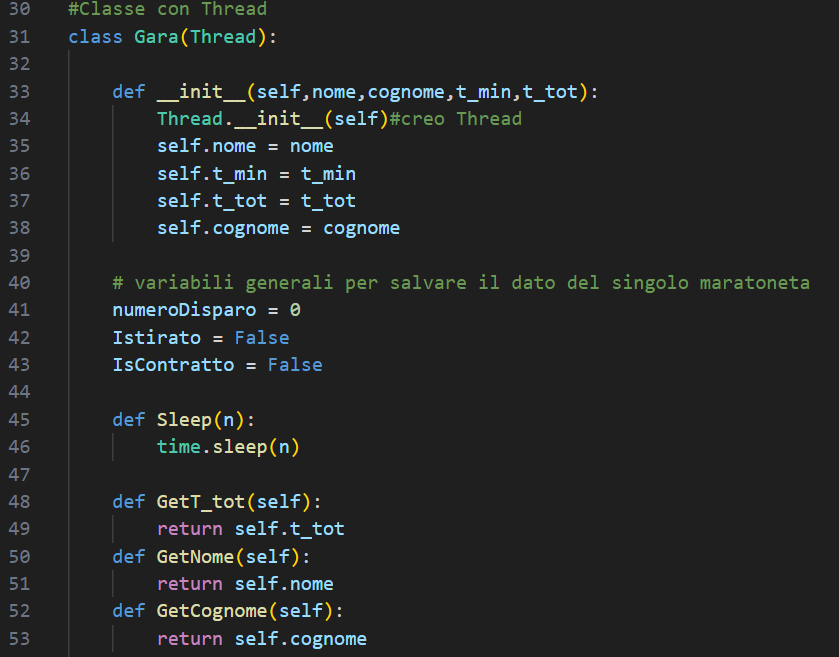 30 #Classe con Thread
31 class Gara(Thread):
32
33     def __init__(self,nome,cognome,t_min,t_tot):
34         Thread.__init__(self)#creo Thread
35         self.nome = nome
36         self.t_min = t_min
37         self.t_tot = t_tot
38         self.cognome = cognome
39
40     # variabili generali per salvare il dato del singolo maratoneta
41     numeroDisparo = 0
42     Istirato = False
43     IsContratto = False
44
45     def Sleep(n):
46         time.sleep(n)
47
48     def GetT_tot(self):
49         return self.t_tot
50     def GetNome(self):
51         return self.nome
52     def GetCognome(self):
53         return self.cognome